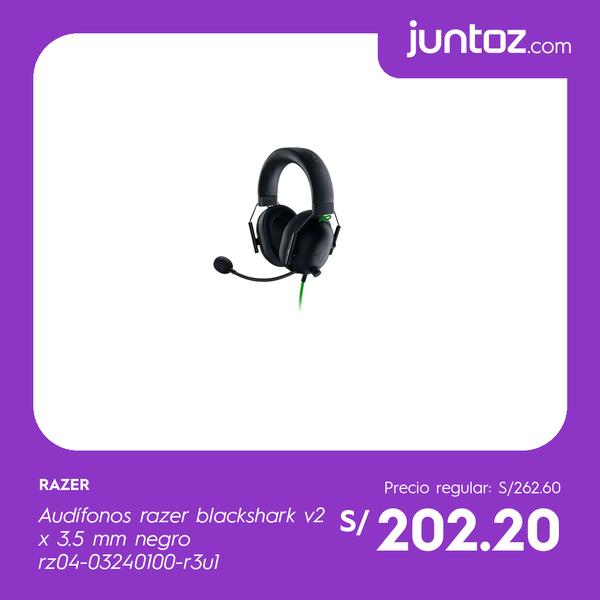 juntoz.com
RAZER
Audífonos razer blackshark v2
x 3.5 mm negro
rz04-03240100-r3u1
Precio regular: S/262.60
S/ 202.20